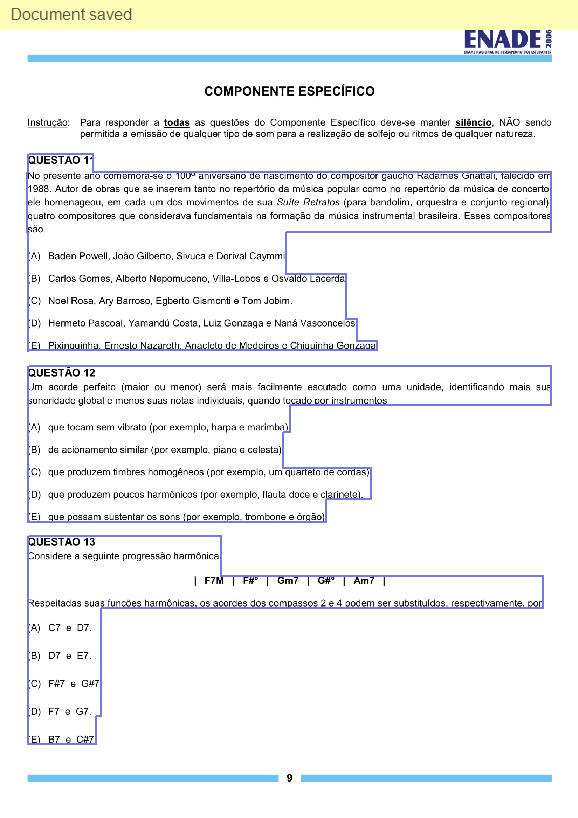 Document saved
ENADE 2006
EXAME NACIONAL DE DESEMPENHO DOS ESTUDANTES
COMPONENTE ESPECÍFICO
Instrução: Para responder a todas as questões do Componente Específico deve-se manter silêncio, NÃO sendo
permitida a emissão de qualquer tipo de som para a realização de solfejo ou ritmos de qualquer natureza.
QUESTÃO 11
No presente ano comemora-se o 100º aniversário de nascimento do compositor gaúcho Radamés Gnattali, falecido em
1988. Autor de obras que se inserem tanto no repertório da música popular como no repertório da música de concerto,
ele homenageou, em cada um dos movimentos de sua Suíte Retratos (para bandolim, orquestra e conjunto regional),
quatro compositores que considerava fundamentais na formação da música instrumental brasileira. Esses compositores
são
(A) Baden Powell, João Gilberto, Sivuca e Dorival Caymmi
(B) Carlos Gomes, Alberto Nepomuceno, Villa-Lobos e Osvaldo Lacerda
(C) Noel Rosa, Ary Barroso, Egberto Gismonti e Tom Jobim.
(D) Hermeto Pascoal, Yamandú Costa, Luiz Gonzaga e Naná Vasconcelos
(E) Pixinguinha, Ernesto Nazareth, Anacleto de Medeiros e Chiquinha Gonzaga
QUESTÃO 12
Um acorde perfeito (maior ou menor) será mais facilmente escutado como uma unidade, identificando mais sua
sonoridade global e menos suas notas individuais, quando tocado por instrumentos
(A) que tocam sem vibrato (por exemplo, harpa e marimba)
(B) de acionamento similar (por exemplo, piano e celesta)
(C) que produzem timbres homogêneos (por exemplo, um quarteto de cordas)
(D) que produzem poucos harmônicos (por exemplo, flauta doce e clarinete).
(E) que possam sustentar os sons (por exemplo, trombone e órgão)
QUESTÃO 13
Considere a seguinte progressão harmônica
| F7M | F#° | Gm7 | G#° | Am7 |
Respeitadas suas funções harmônicas, os acordes dos compassos 2 e 4 podem ser substituídos, respectivamente, por
(A) C7 e D7.
(B) D7 e E7.
(C) F#7 e G#7
(D) F7 e G7.
(E) B7 e C#7
9